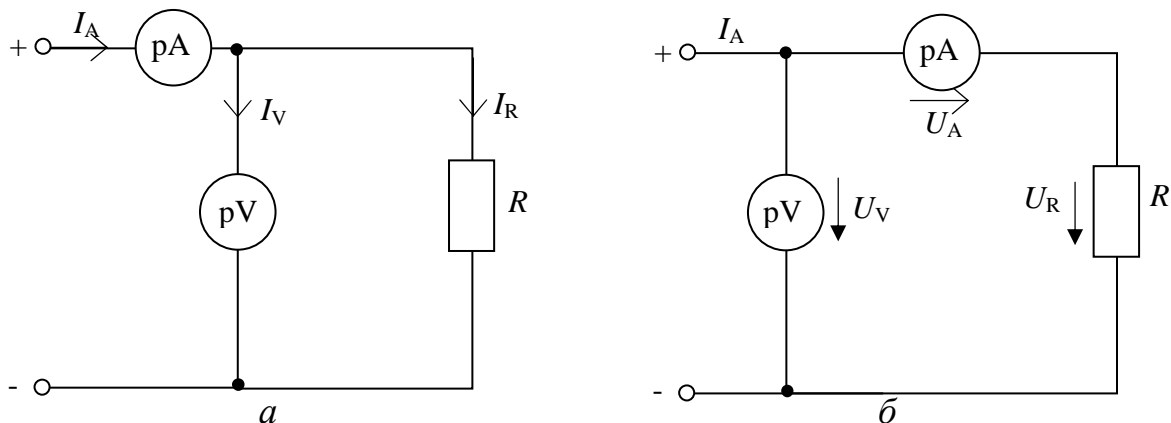 I_A
+
pA
I_V
I_R
pV
R
-
а
I_A
+
pA
U_A
pV
U_V
U_R
R
-
б